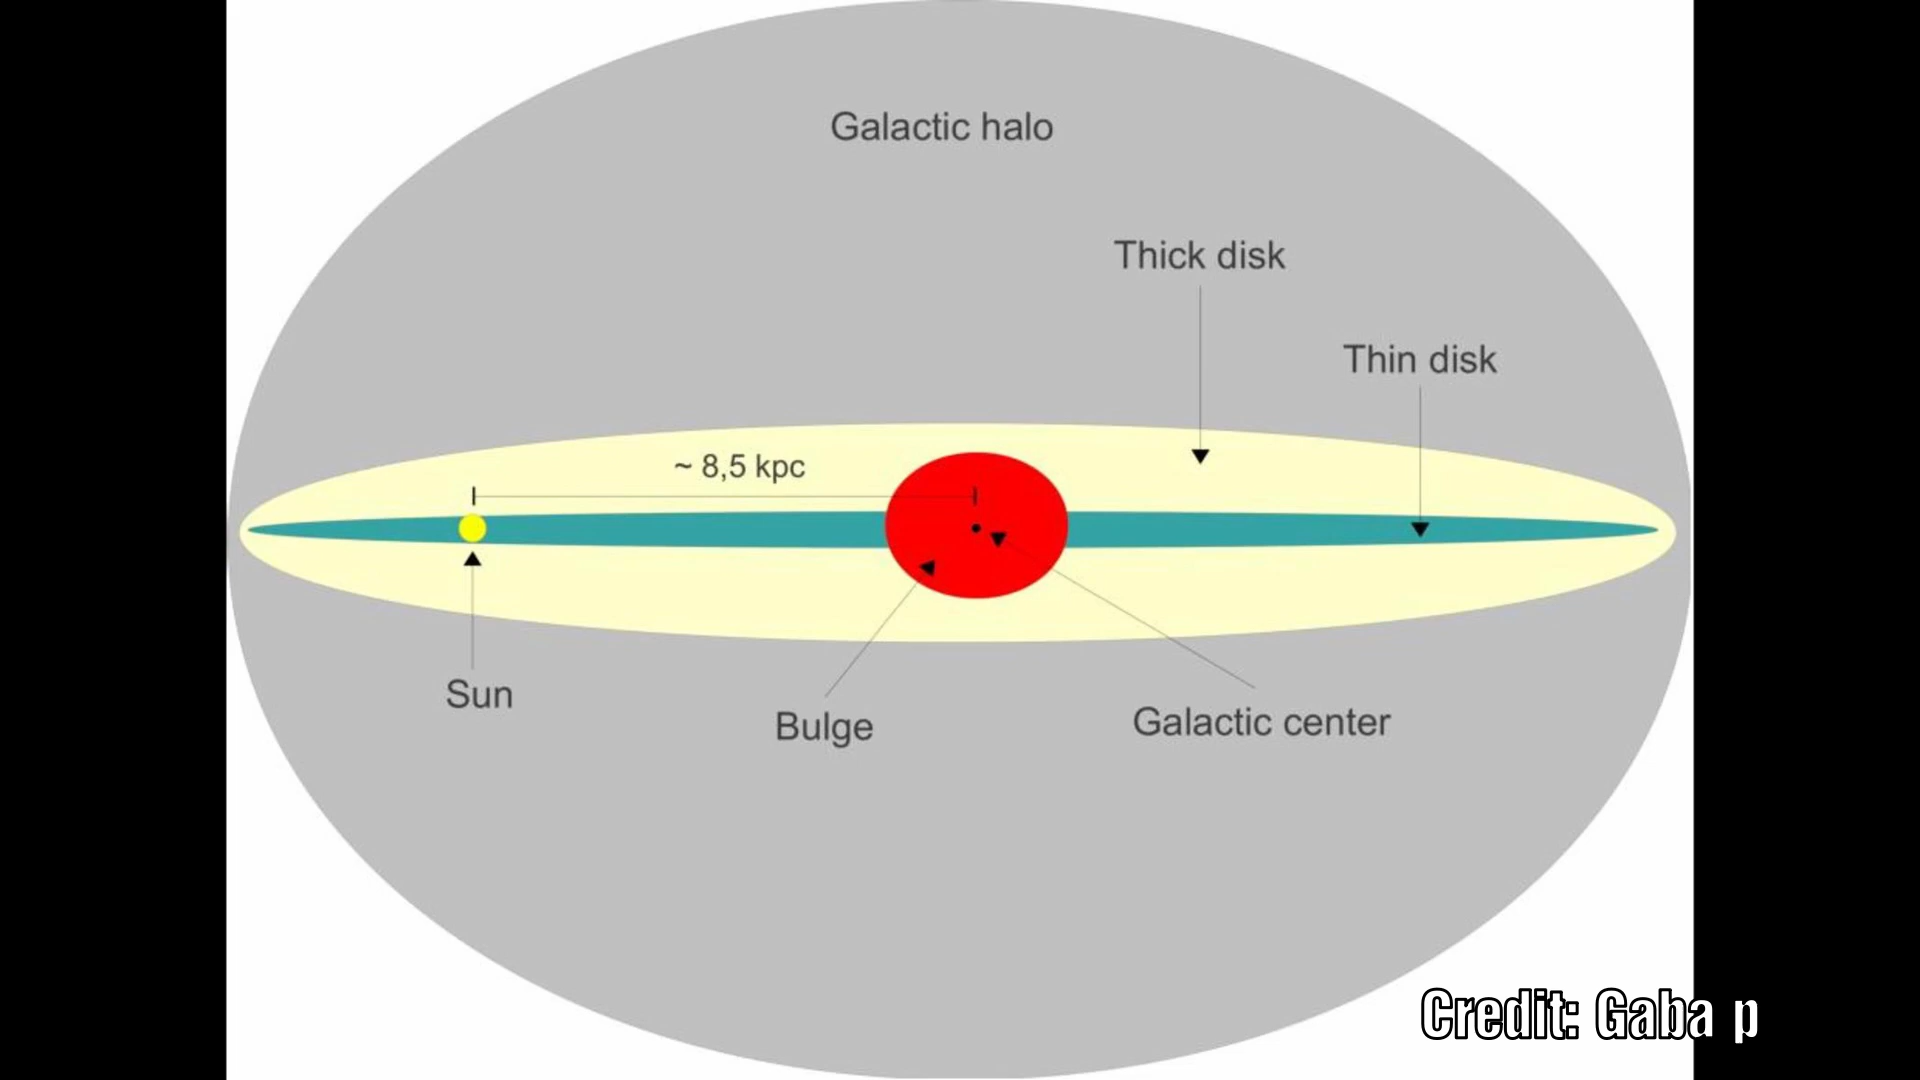 Galactic halo
Thick disk
Thin disk
~ 8,5 kpc
Sun
Bulge
Galactic center
Credit: Gaba p